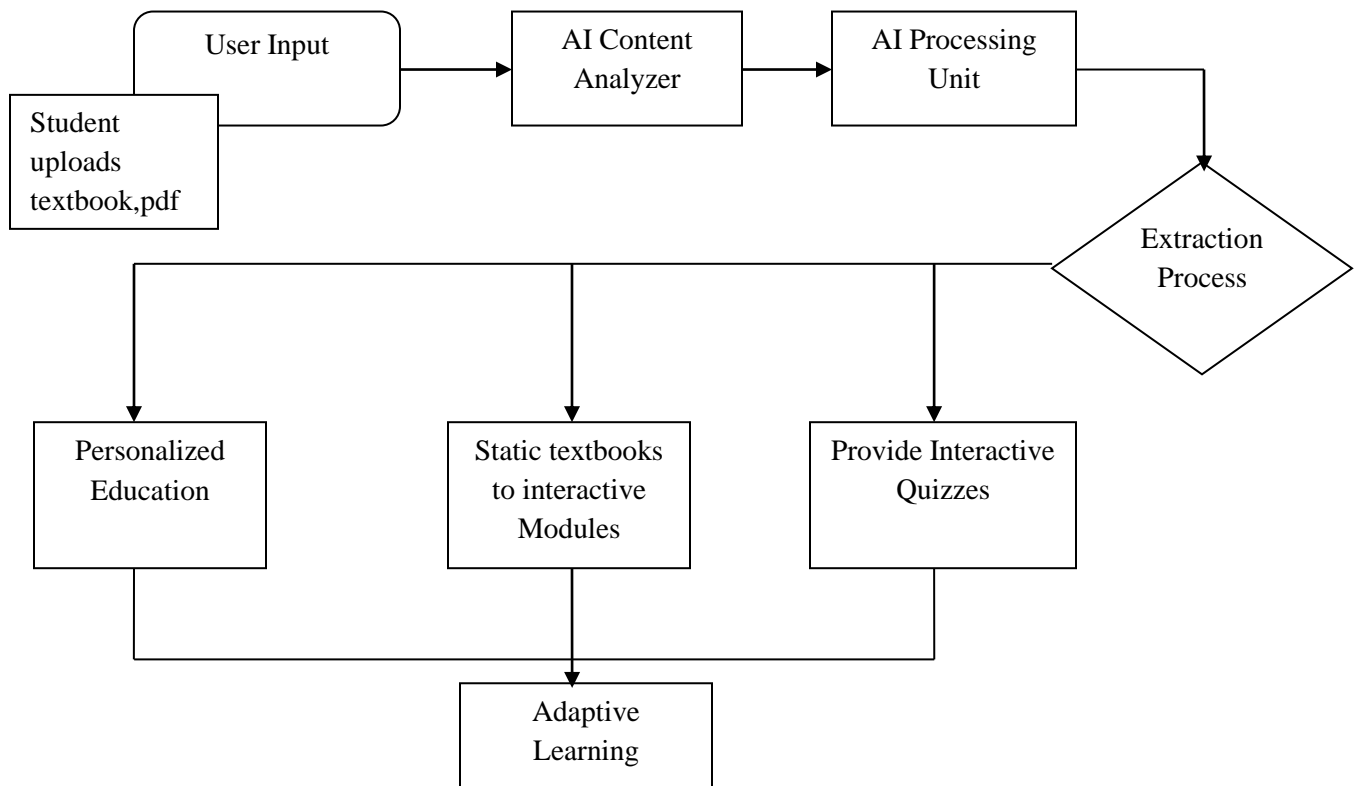 User Input
AI Content
Analyzer
AI Processing
Unit
Student
uploads
textbook,pdf
Extraction
Process
Personalized
Education
Static textbooks
to interactive
Modules
Provide Interactive
Quizzes
Adaptive
Learning